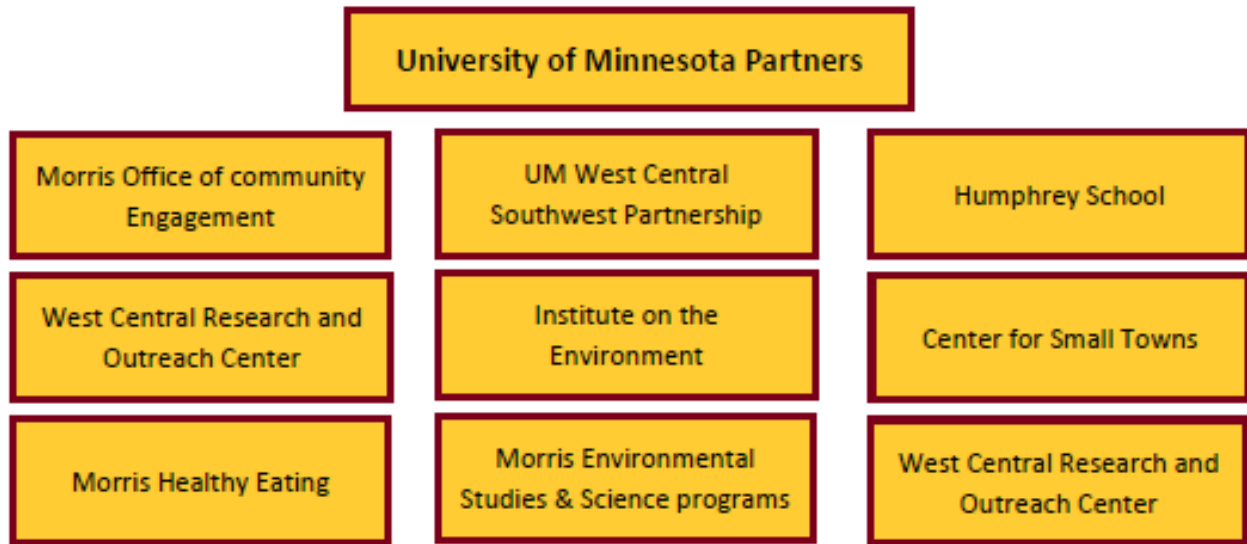 University of Minnesota Partners
Morris Office of community
Engagement
UM West Central
Southwest Partnership
Humphrey School
West Central Research and
Outreach Center
Institute on the
Environment
Center for Small Towns
Morris Healthy Eating
Morris Environmental
Studies & Science programs
West Central Research and
Outreach Center